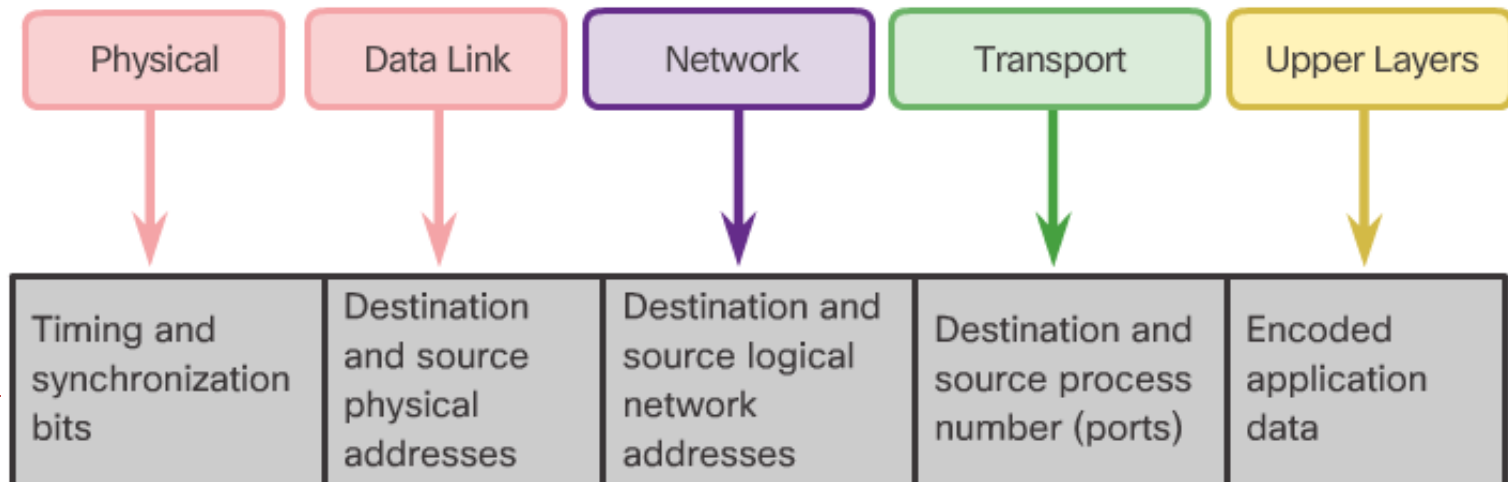 Physical
Data Link
Network
Transport
Upper Layers
Timing and
synchronization
bits
Destination
and source
physical
addresses
Destination and
source logical
network
addresses
Destination and
source process
number (ports)
Encoded
application
data